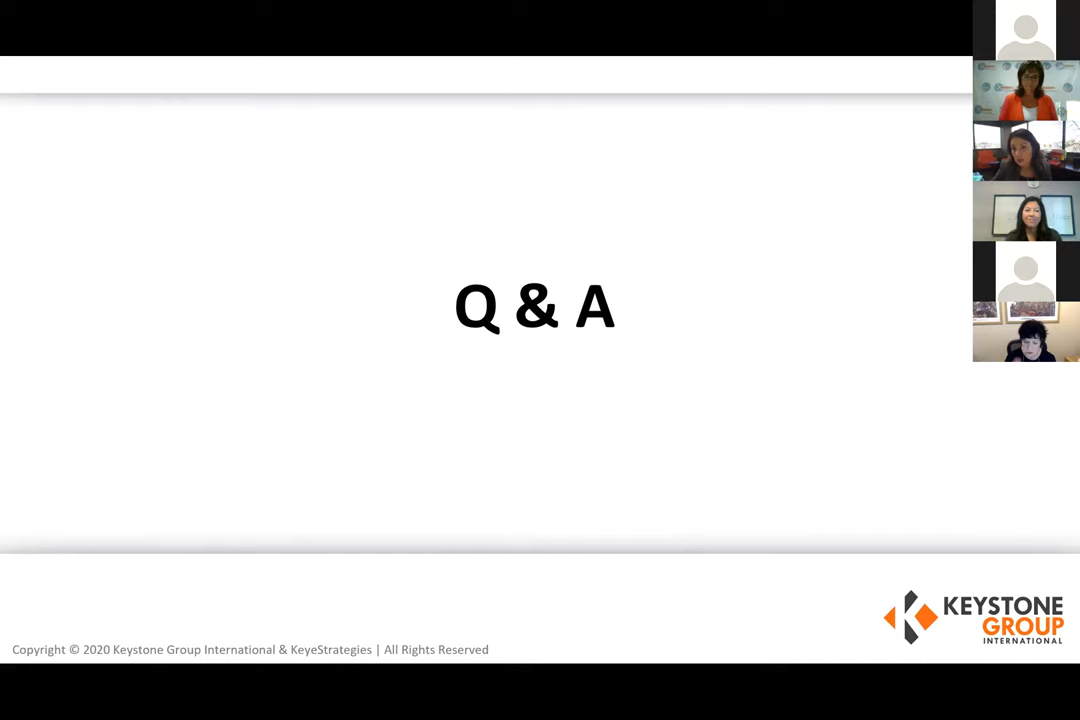 Q & A
KEYSTONE
GROUP
INTERNATIONAL
Copyright © 2020 Keystone Group International & KeyeStrategies | All Rights Reserved